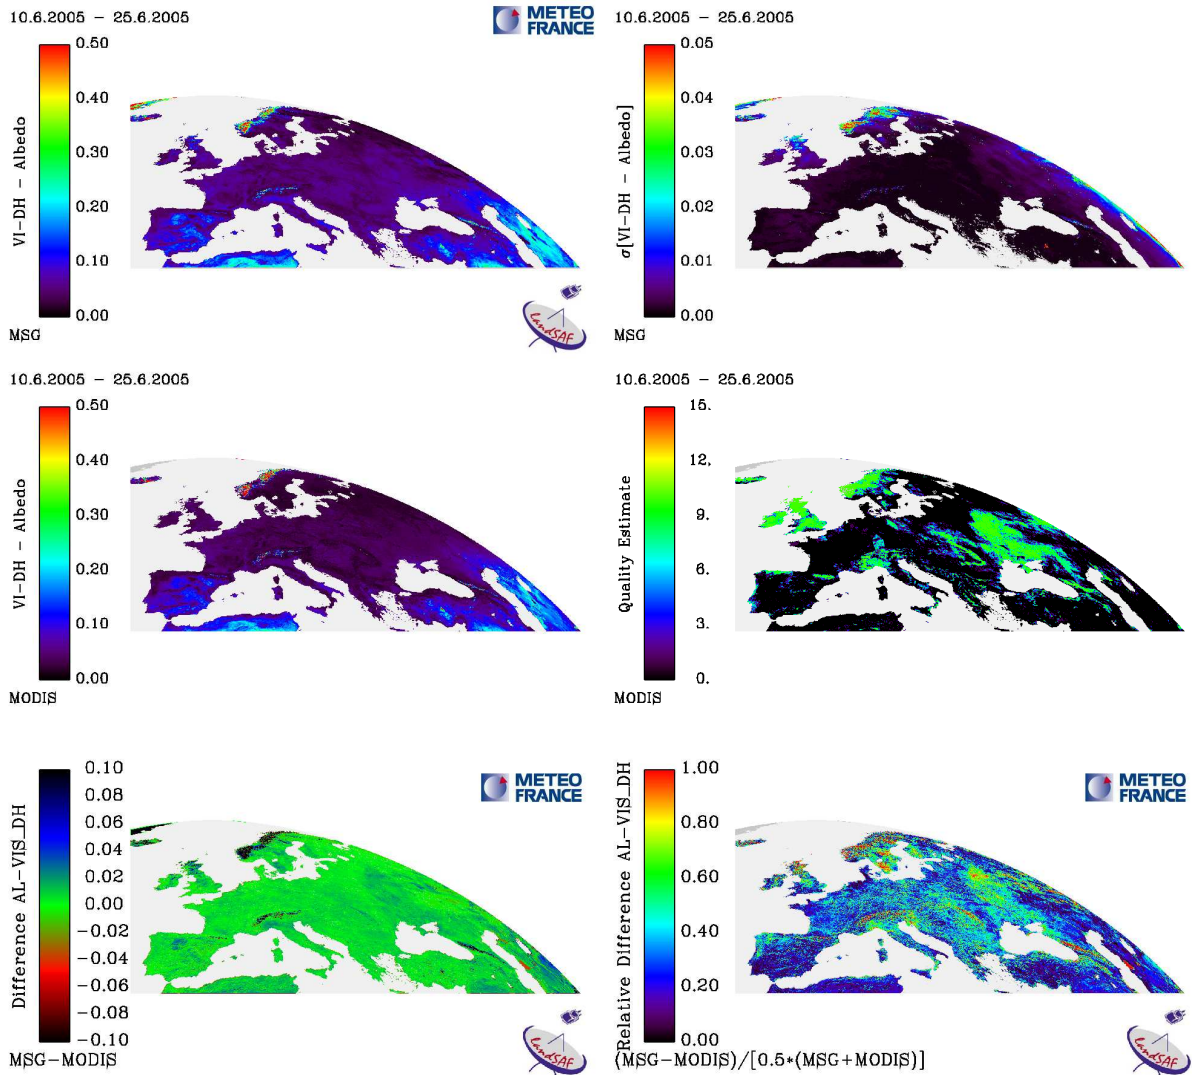 10.6.2005 − 25.6.2005
METEO
FRANCE
VI−DH − Albedo
0.50
0.40
0.30
0.20
0.10
0.00
MSG
LandSAF
10.6.2005 − 25.6.2005
σ[VI−DH − Albedo]
0.05
0.04
0.03
0.02
0.01
0.00
MSG
10.6.2005 − 25.6.2005
VI−DH − Albedo
0.50
0.40
0.30
0.20
0.10
0.00
MODIS
10.6.2005 − 25.6.2005
Quality Estimate
15.
12.
9.
6.
3.
0.
MODIS
Difference AL−VIS_DH
0.10
0.08
0.06
0.04
0.02
0.00
−0.02
−0.04
−0.06
−0.08
−0.10
METEO
FRANCE
MSG−MODIS
LandSAF
Relative Difference AL−VIS_DH
1.00
0.80
0.60
0.40
0.20
0.00
METEO
FRANCE
(MSG−MODIS)/[0.5*(MSG+MODIS)]
LandSAF